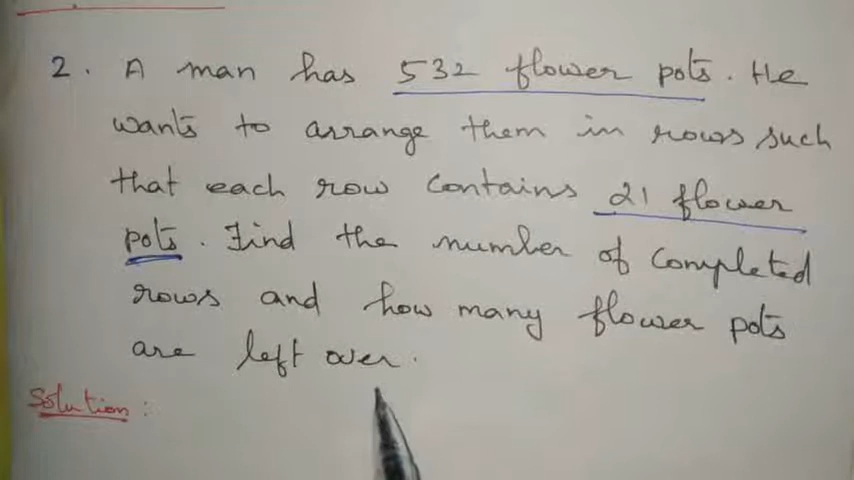 2. A man has 532 flower pots. He
wants to arrange them in rows such
that each row contains 21 flower
pots. Find the number of completed
rows and how many flower pots
are left over.
Solution: